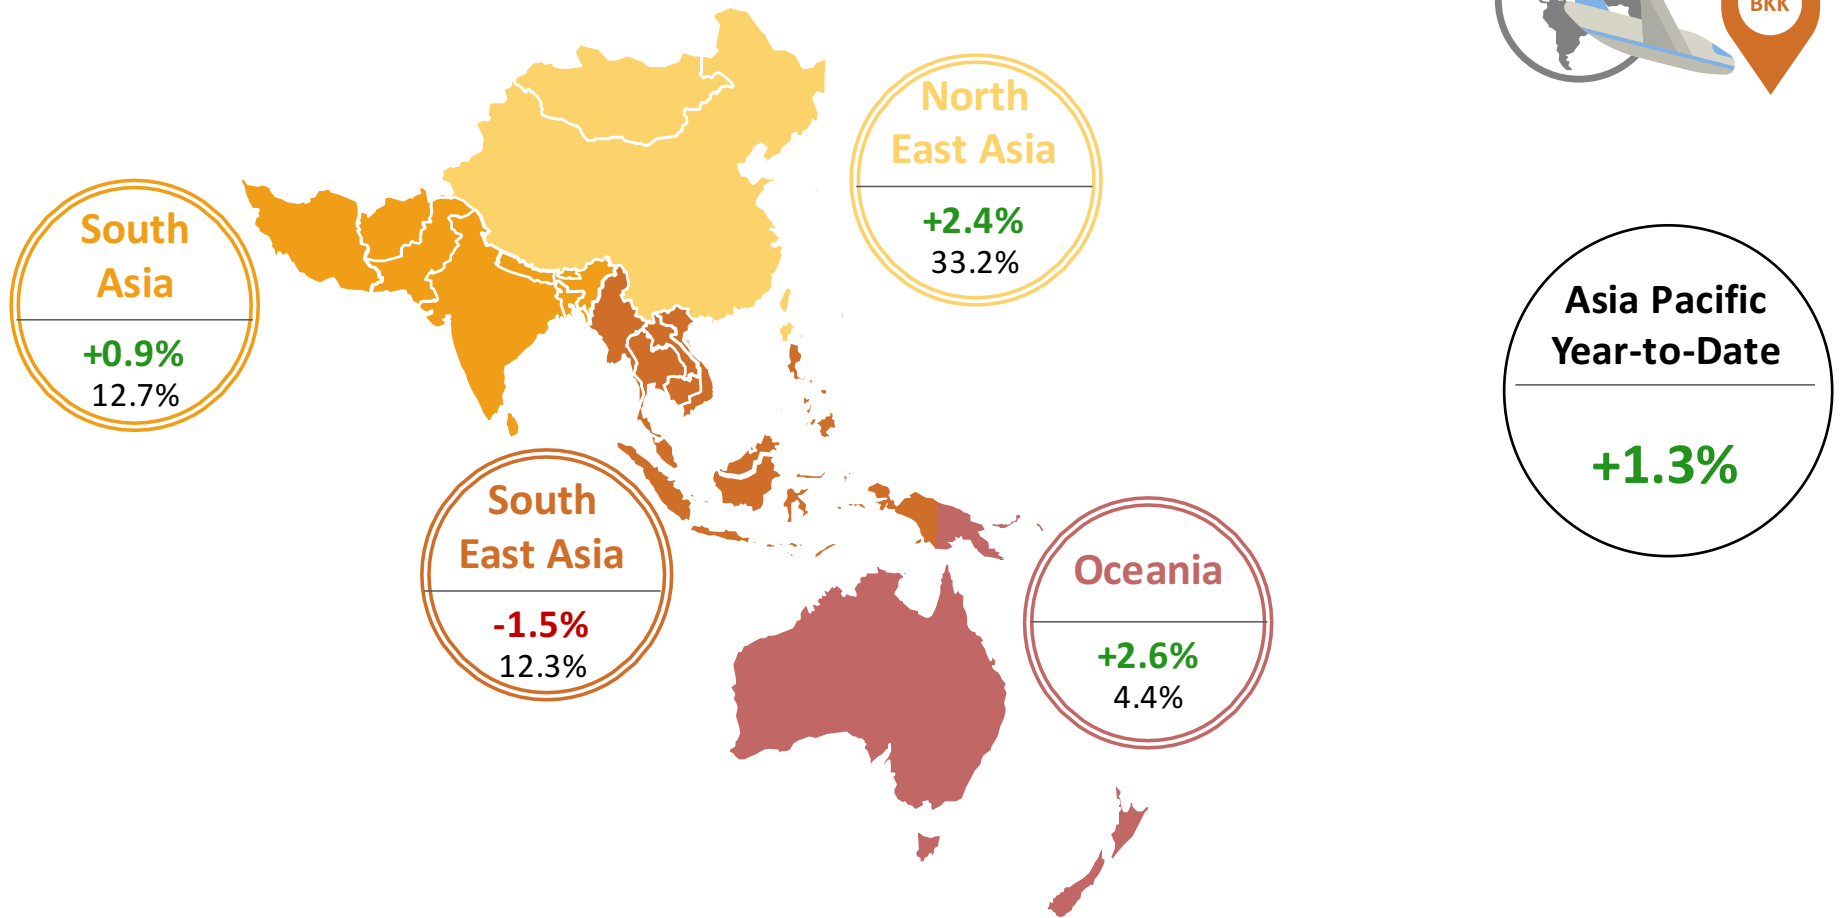 BKK
North
East Asia
+2.4%
33.2%
South
Asia
+0.9%
12.7%
Asia Pacific
Year-to-Date
+1.3%
South
East Asia
-1.5%
12.3%
Oceania
+2.6%
4.4%